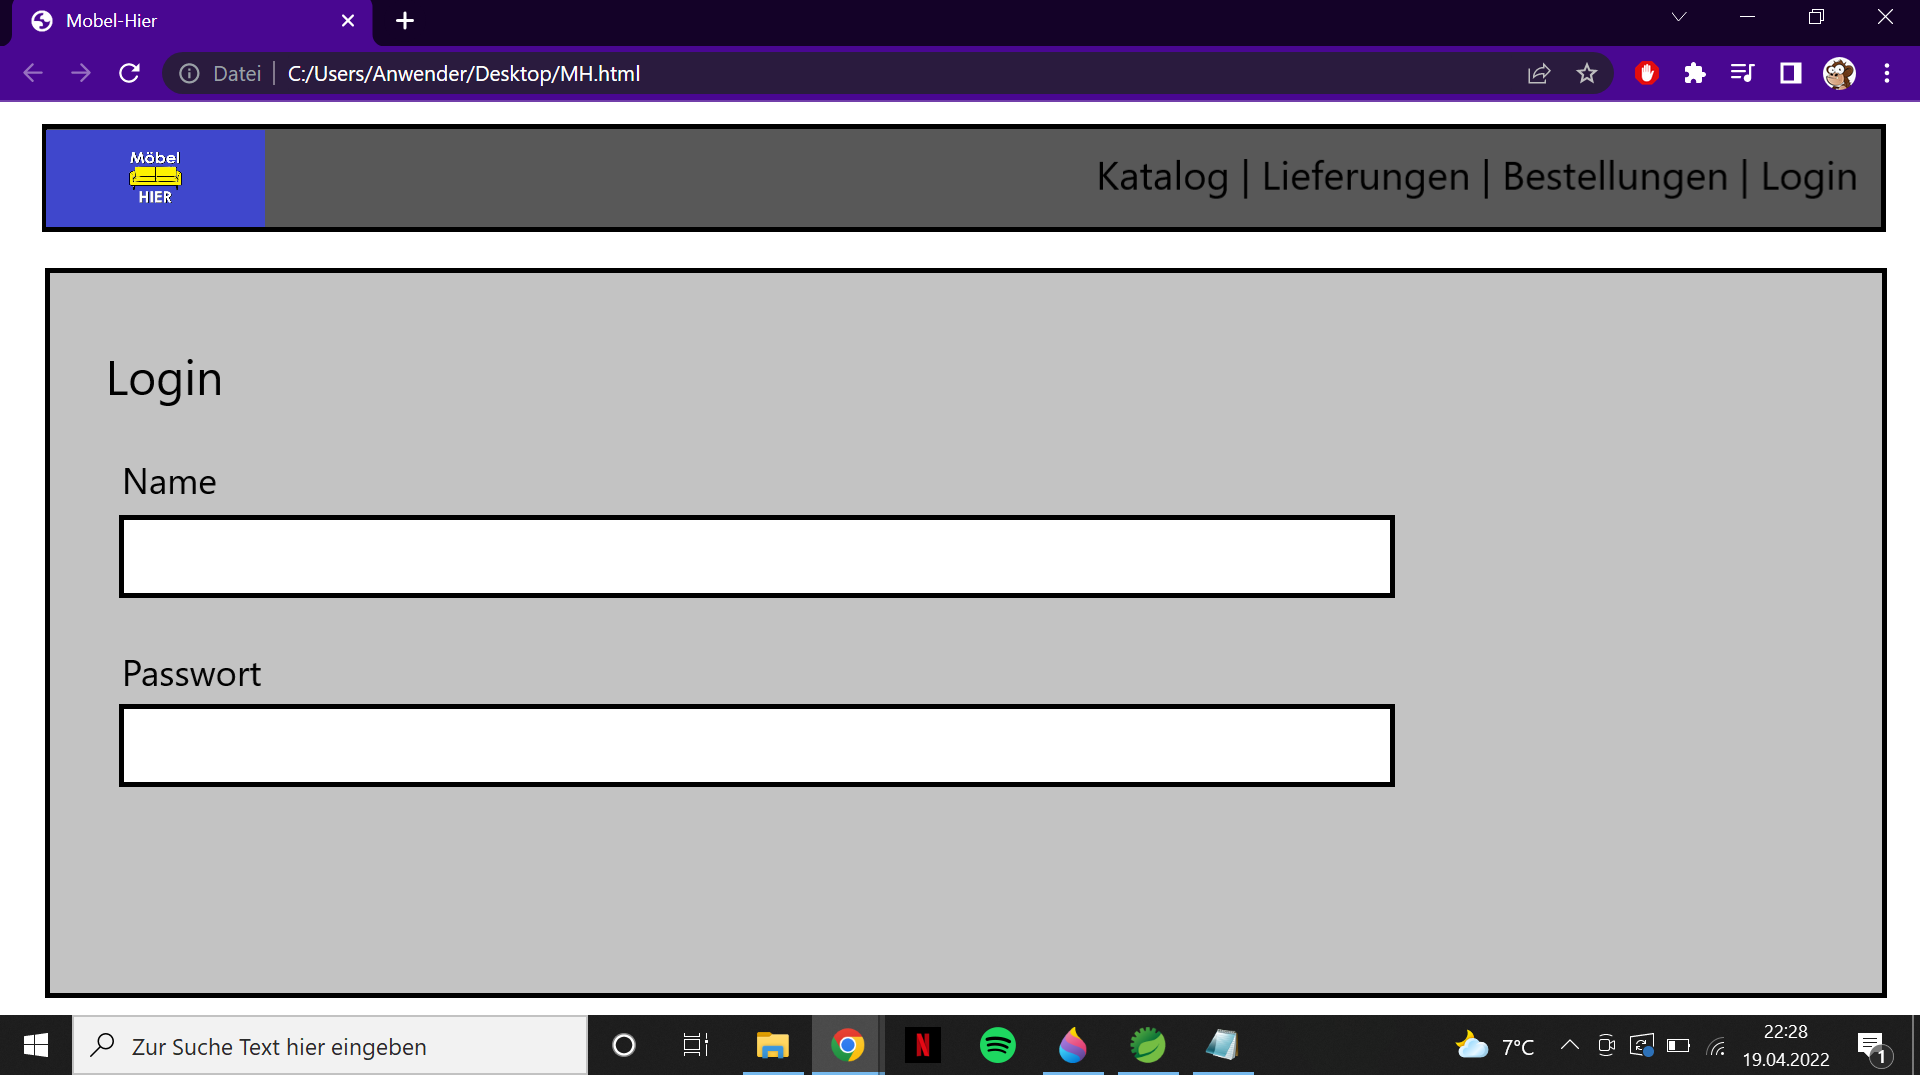 Mobel-Hier
Datei | C:/Users/Anwender/Desktop/MH.html
Möbel
HIER
Katalog | Lieferungen | Bestellungen | Login
Login
Name
Passwort
Zur Suche Text hier eingeben
N
7°C
22:28
19.04.2022
1